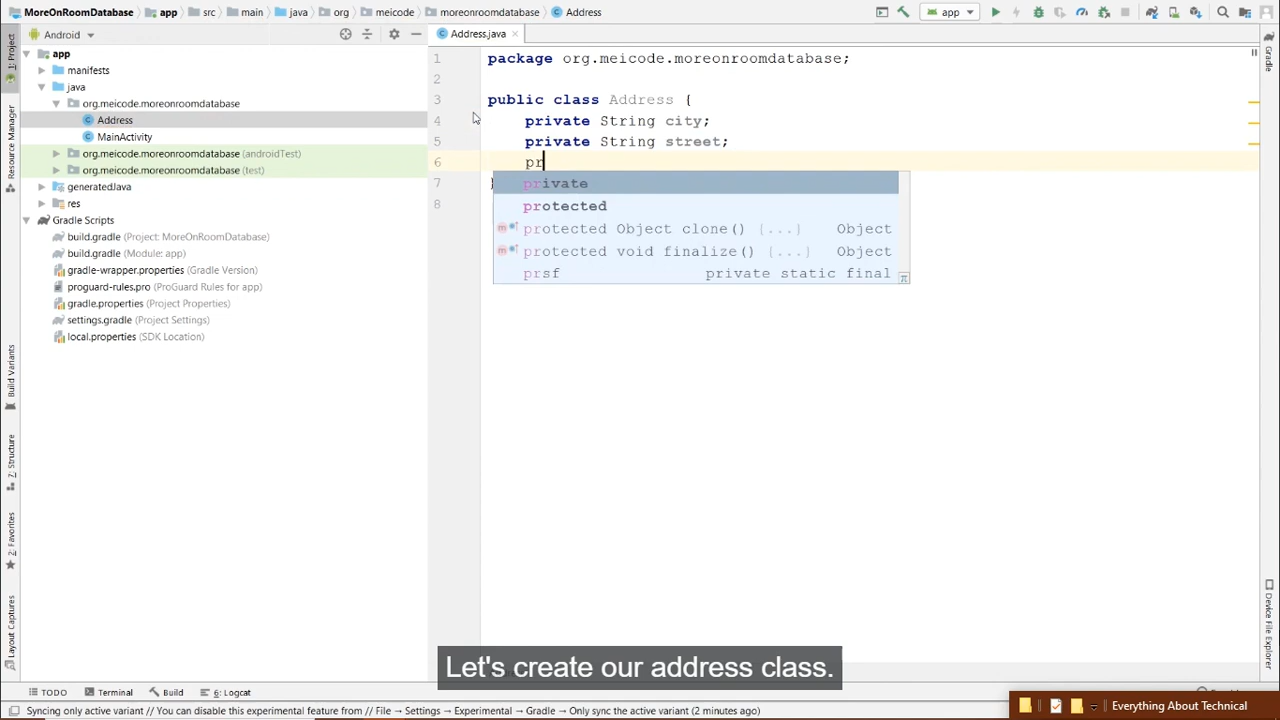 MoreOnRoomDatabase app src main java org meicode moreonroomdatabase Address app
Android
Address.java
app
manifests
java
org.meicode.moreonroomdatabase
Address
MainActivity
org.meicode.moreonroomdatabase (androidTest)
org.meicode.moreonroomdatabase (test)
generatedJava
res
Gradle Scripts
build.gradle (Project: MoreOnRoomDatabase)
build.gradle (Module: app)
gradle-wrapper.properties (Gradle Version)
proguard-rules.pro (ProGuard Rules for app)
gradle.properties (Project Properties)
settings.gradle (Project Settings)
local.properties (SDK Location)
1: Project
Resource Manager
Build Variants
7: Structure
2: Favorites
Layout Captures
1 package org.meicode.moreonroomdatabase;
2
3 public class Address {
4 private String city;
5 private String street;
6 pr
7 }
8
private
protected
protected Object clone() {...} Object
protected void finalize() {...} Object
prsf private static final
π
Gradle
Device File Explorer
Let's create our address class.
TODO Terminal Build 6: Logcat
Syncing only active variant // You can disable this experimental feature from // File → Settings → Experimental → Gradle → Only sync the active variant (2 minutes ago)
Everything About Technical